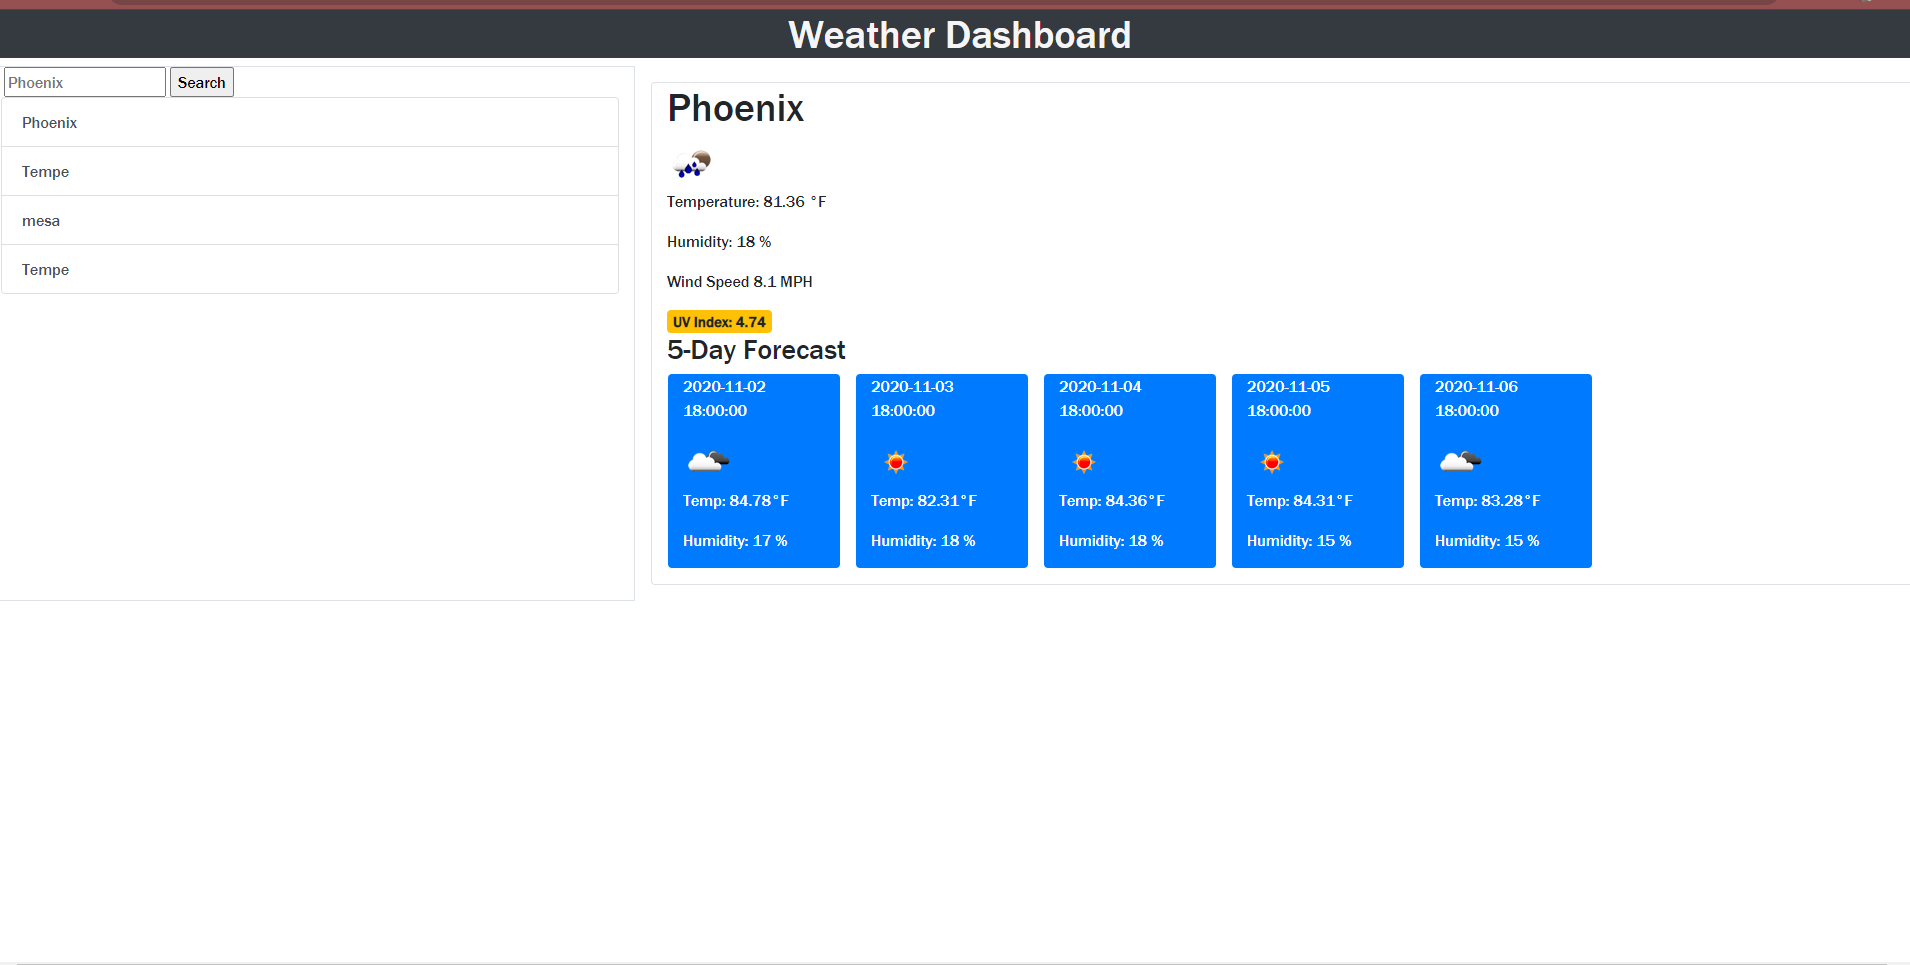 Weather Dashboard
Phoenix
Search
Phoenix
Tempe
mesa
Tempe
Phoenix
Temperature: 81.36 °F
Humidity: 18 %
Wind Speed 8.1 MPH
UV Index: 4.74
5-Day Forecast
2020-11-02
18:00:00
Temp: 84.78°F
Humidity: 17 %
2020-11-03
18:00:00
Temp: 82.31°F
Humidity: 18 %
2020-11-04
18:00:00
Temp: 84.36°F
Humidity: 18 %
2020-11-05
18:00:00
Temp: 84.31°F
Humidity: 15 %
2020-11-06
18:00:00
Temp: 83.28°F
Humidity: 15 %